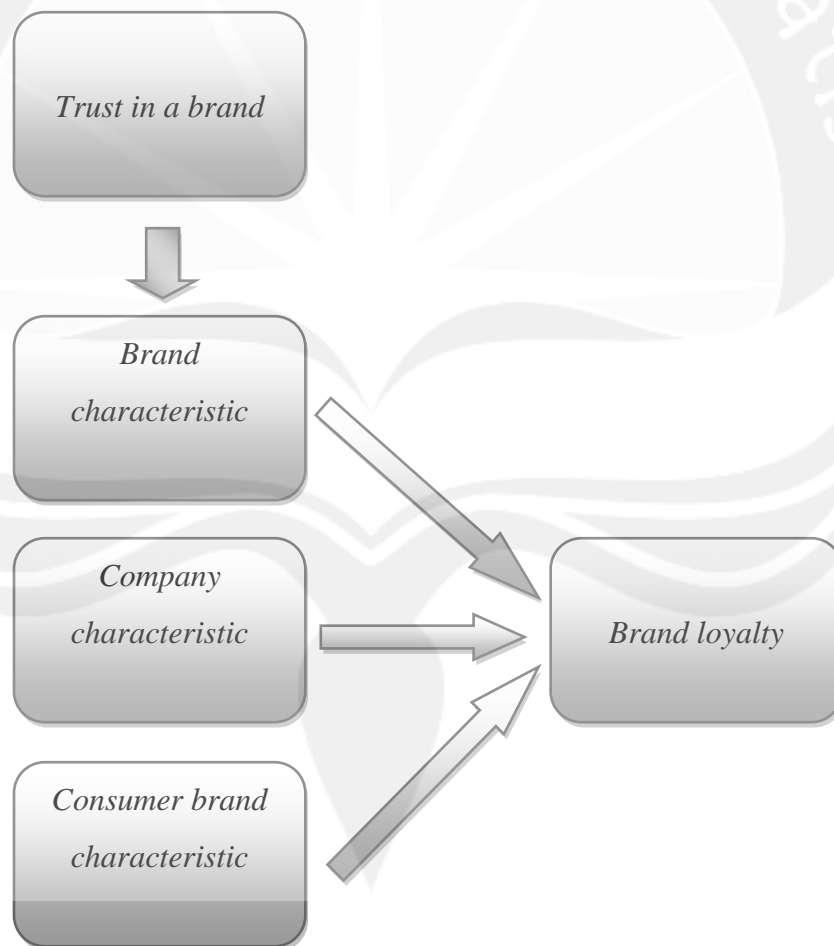 Trust in a brand
Brand
characteristic
Company
characteristic
Brand loyalty
Consumer brand
characteristic